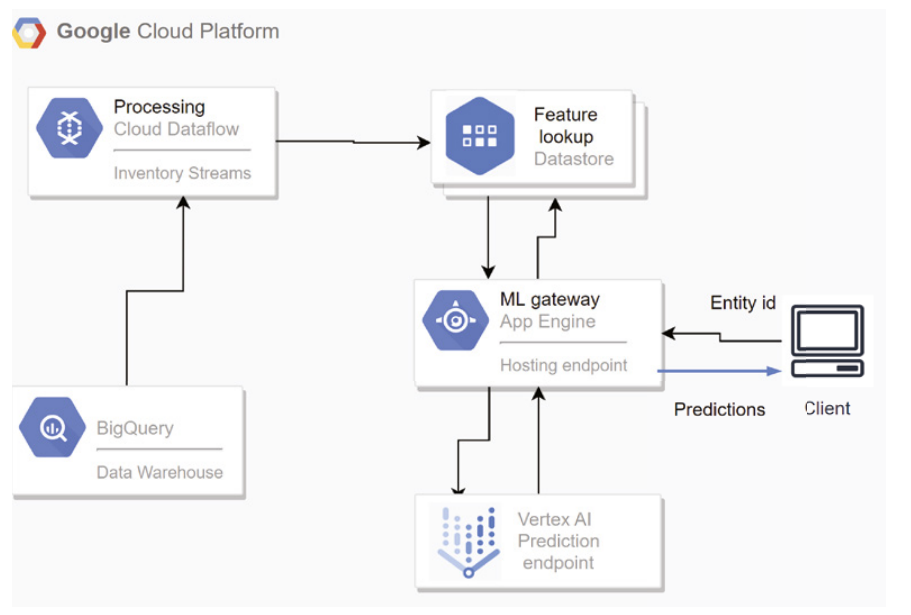 Google Cloud Platform
Processing
Cloud Dataflow
Inventory Streams
Feature
lookup
Datastore
ML gateway
App Engine
Hosting endpoint
Entity id
Predictions
Client
BigQuery
Data Warehouse
Vertex AI
Prediction
endpoint